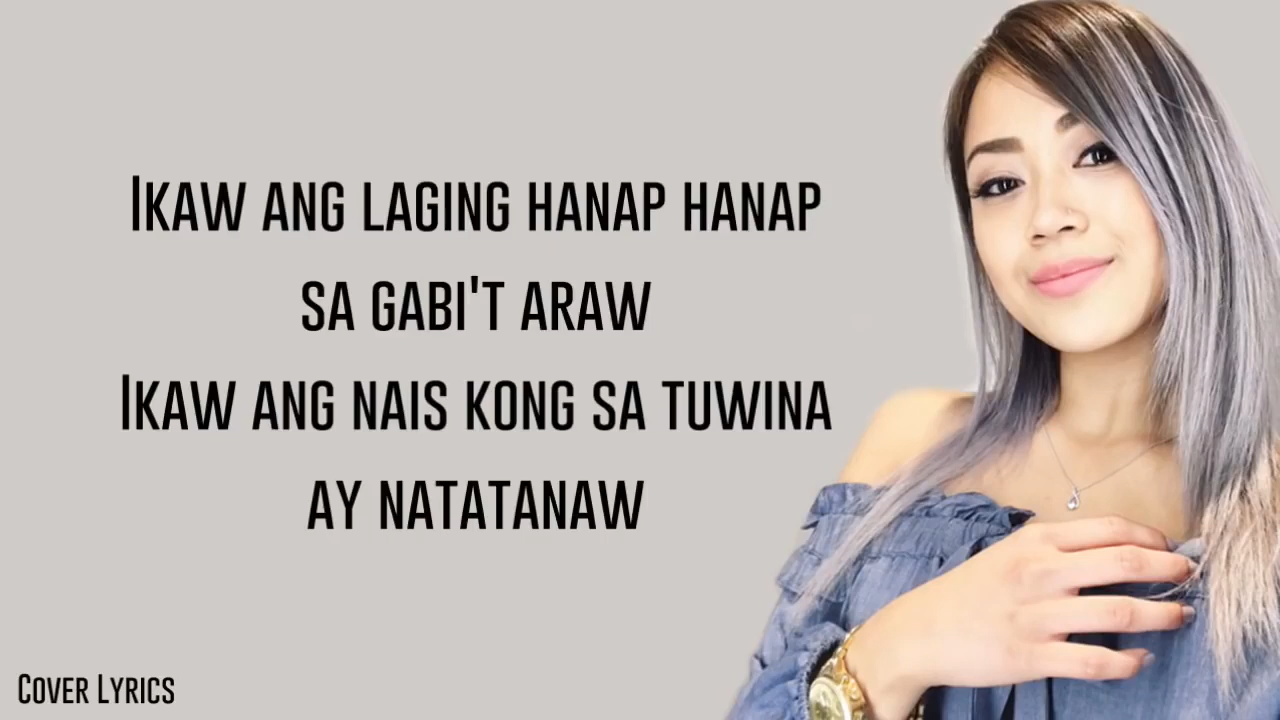 Ikaw ang laging hanap hanap
sa gabi't araw
Ikaw ang nais kong sa tuwina
ay natatanaw
Cover Lyrics